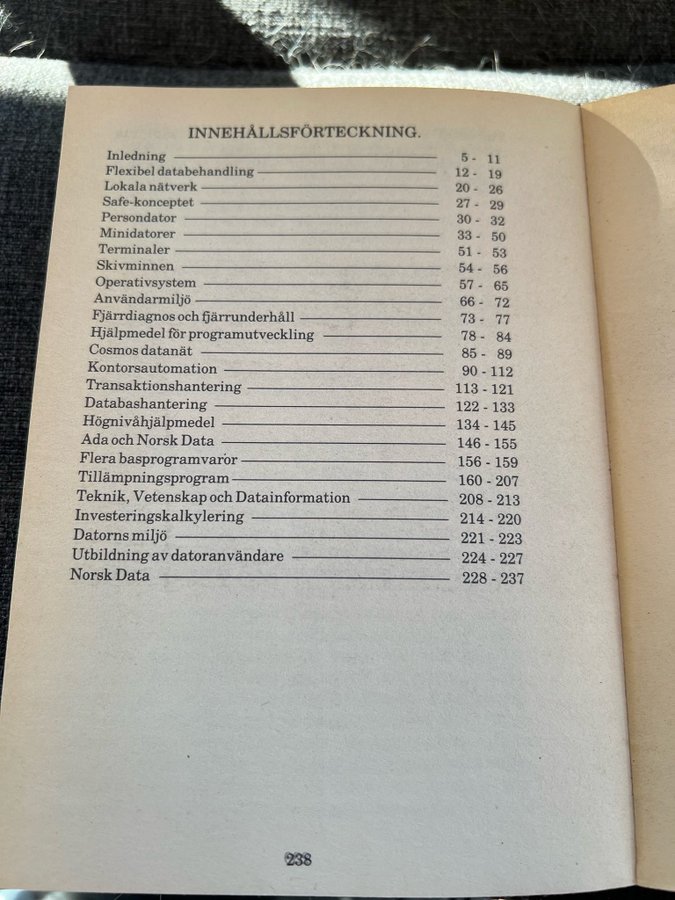 INNEHÅLLSFÖRTECKNING.
Inledning 5 - 11
Flexibel databehandling 12 - 19
Lokala nätverk 20 - 26
Safe-konceptet 27 - 29
Persondator 30 - 32
Minidatorer 33 - 50
Terminaler 51 - 53
Skivminnen 54 - 56
Operativsystem 57 - 65
Användarmiljö 66 - 72
Fjärrdiagnos och fjärrunderhåll 73 - 77
Hjälpmedel för programutveckling 78 - 84
Cosmos datanät 85 - 89
Kontorsautomation 90 - 112
Transaktionshantering 113 - 121
Databashantering 122 - 133
Högnivåhjälpmedel 134 - 145
Ada och Norsk Data 146 - 155
Flera basprogramvaror 156 - 159
Tillämpningsprogram 160 - 207
Teknik, Vetenskap och Datainformation 208 - 213
Investeringskalkylering 214 - 220
Datorns miljö 221 - 223
Utbildning av datoranvändare 224 - 227
Norsk Data 228 - 237
238